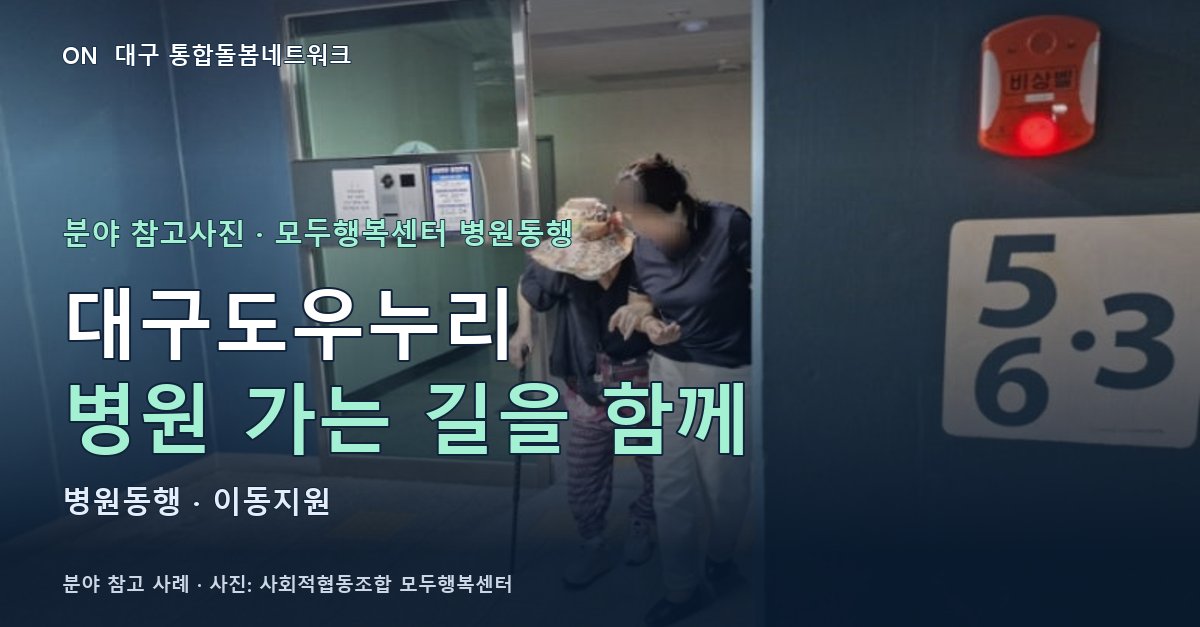 ON 대구 통합돌봄네트워크
비상벨
분야 참고사진 · 모두행복센터 병원동행
대구도우누리
병원 가는 길을 함께
병원동행 · 이동지원
분야 참고 사례 · 사진: 사회적협동조합 모두행복센터
5
6
·3